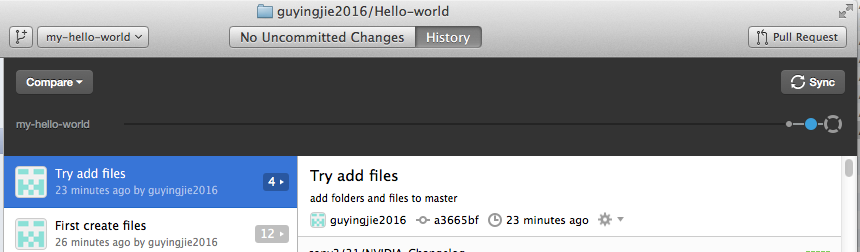 guyingjie2016/Hello-world
my-hello-world
No Uncommitted Changes
History
Pull Request
Compare
Sync
my-hello-world
Try add files
23 minutes ago by guyingjie2016
4
First create files
26 minutes ago by guyingjie2016
12
Try add files
add folders and files to master
guyingjie2016 a3665bf 23 minutes ago